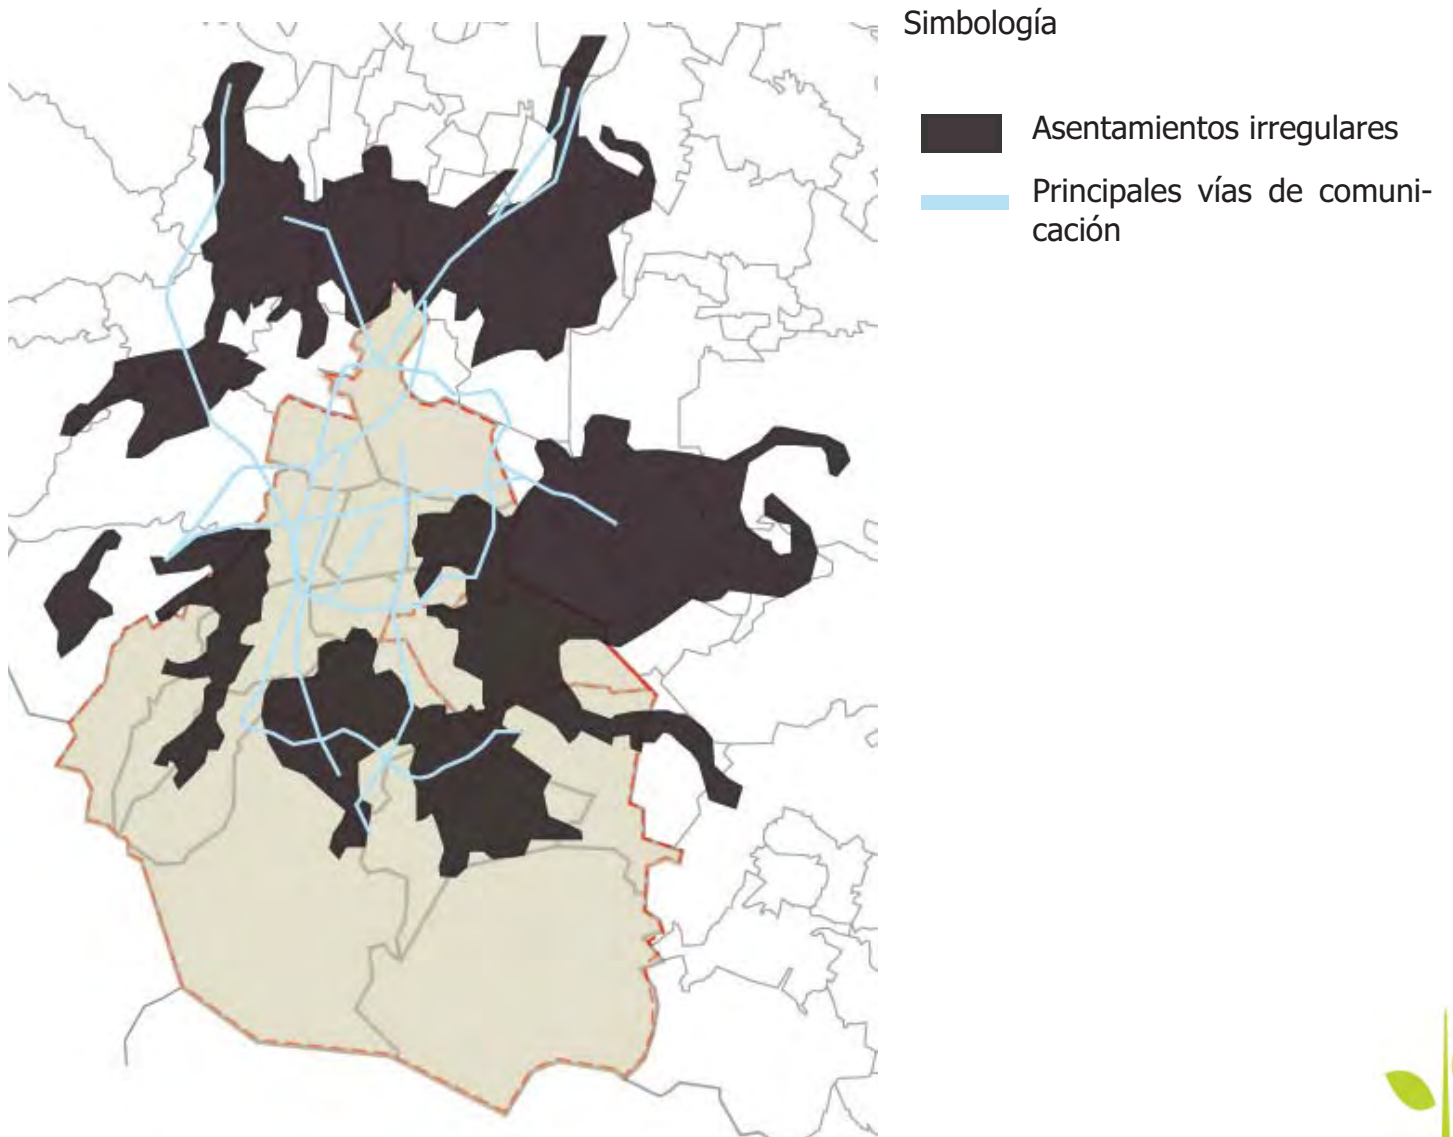 Simbología
Asentamientos irregulares
Principales vías de comuni-
cación